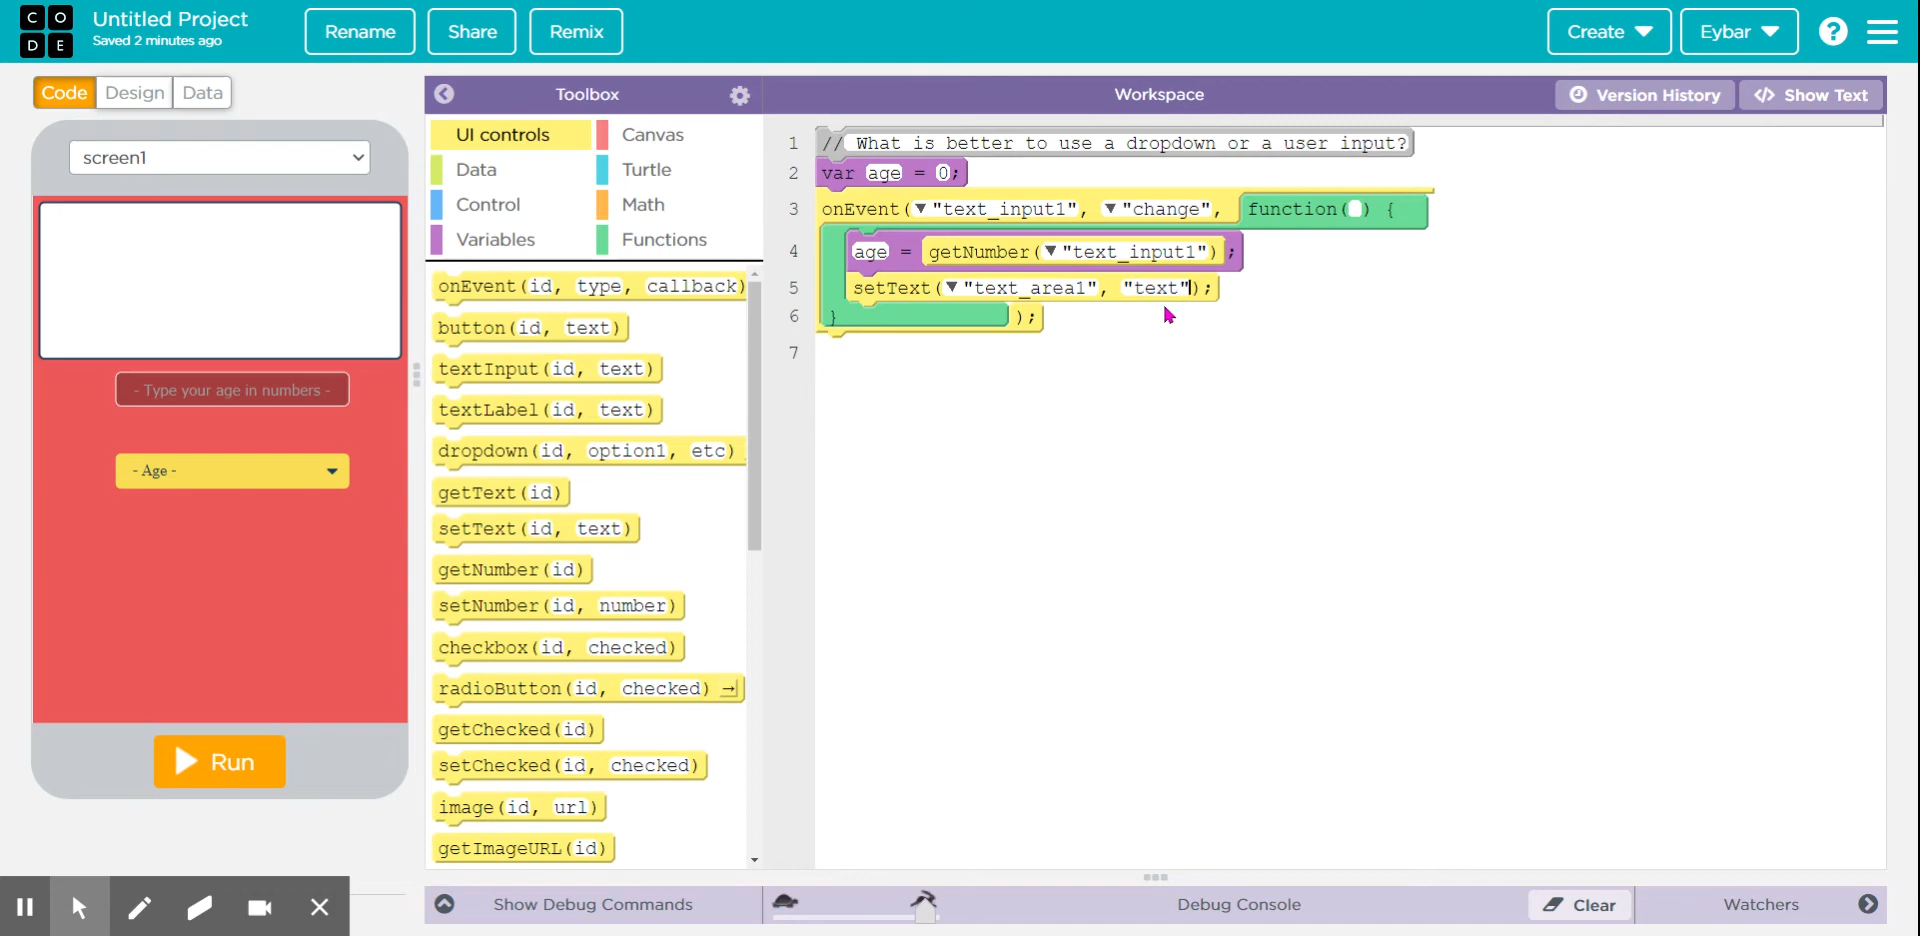 C O
D E
Untitled Project
Saved 2 minutes ago
Rename
Share
Remix
Create
Eybar
?
Code
Design
Data
Toolbox
Workspace
Version History
</> Show Text
screen1
- Type your age in numbers -
- Age -
Run
UI controls
Canvas
Data
Turtle
Control
Math
Variables
Functions
onEvent(id, type, callback)
button(id, text)
textInput(id, text)
textLabel(id, text)
dropdown(id, option1, etc)
getText(id)
setText(id, text)
getNumber(id)
setNumber(id, number)
checkbox(id, checked)
radioButton(id, checked)
getChecked(id)
setChecked(id, checked)
image(id, url)
getImageURL(id)
1 // What is better to use a dropdown or a user input?
2 var age = 0;
3 onEvent( "text_input1", "change", function( ) {
4 age = getNumber( "text_input1") ;
5 setText( "text_area1", "text");
6 } );
7
Show Debug Commands
Debug Console
Clear
Watchers